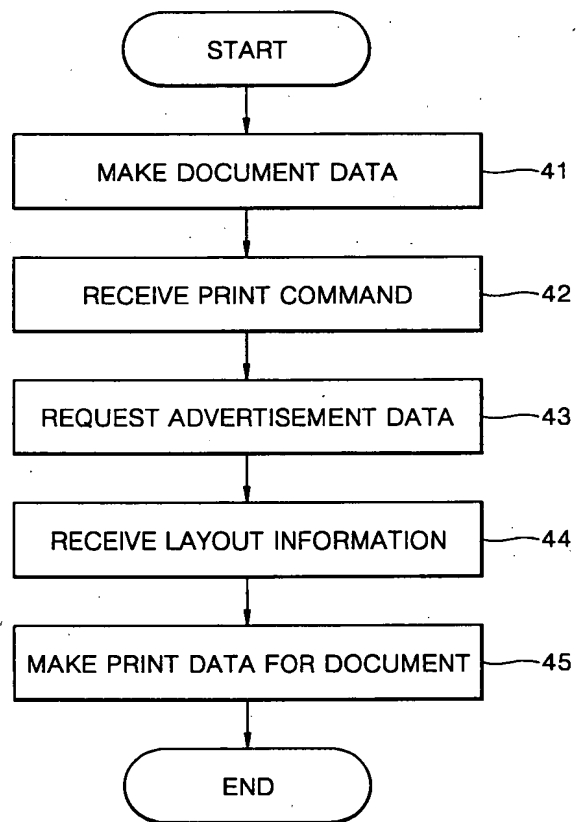 START
MAKE DOCUMENT DATA 41
RECEIVE PRINT COMMAND 42
REQUEST ADVERTISEMENT DATA 43
RECEIVE LAYOUT INFORMATION 44
MAKE PRINT DATA FOR DOCUMENT 45
END